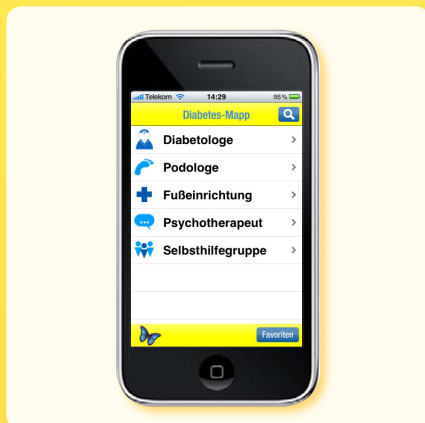 Telekom 14:29 95 %
Diabetes-Mapp
Diabetologe
Podologe
Fußeinrichtung
Psychotherapeut
Selbsthilfegruppe
Favoriten